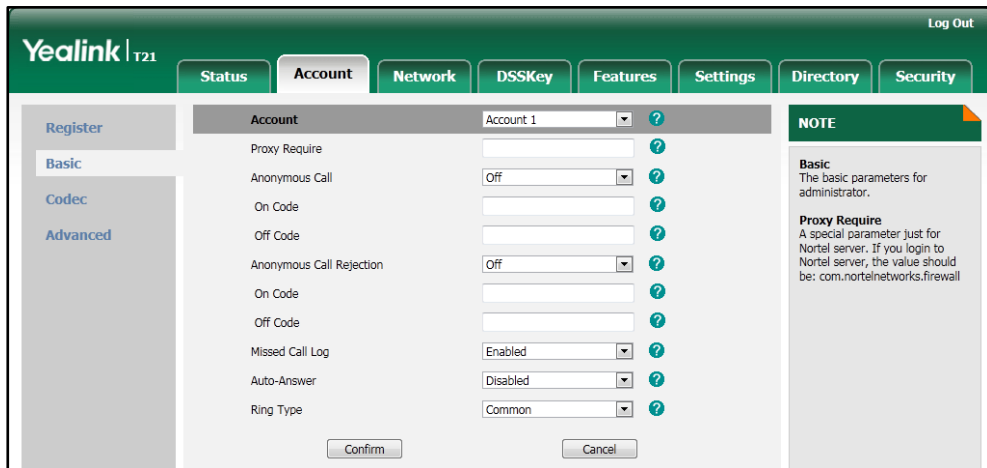 Log Out
Yealink T21
Status Account Network DSSKey Features Settings Directory Security
Register
Basic
Codec
Advanced
Account Account 1 ?
Proxy Require ?
Anonymous Call Off ?
On Code ?
Off Code ?
Anonymous Call Rejection Off ?
On Code ?
Off Code ?
Missed Call Log Enabled ?
Auto-Answer Disabled ?
Ring Type Common ?
Confirm Cancel
NOTE
Basic
The basic parameters for
administrator.
Proxy Require
A special parameter just for
Nortel server. If you login to
Nortel server, the value should
be: com.nortelnetworks.firewall